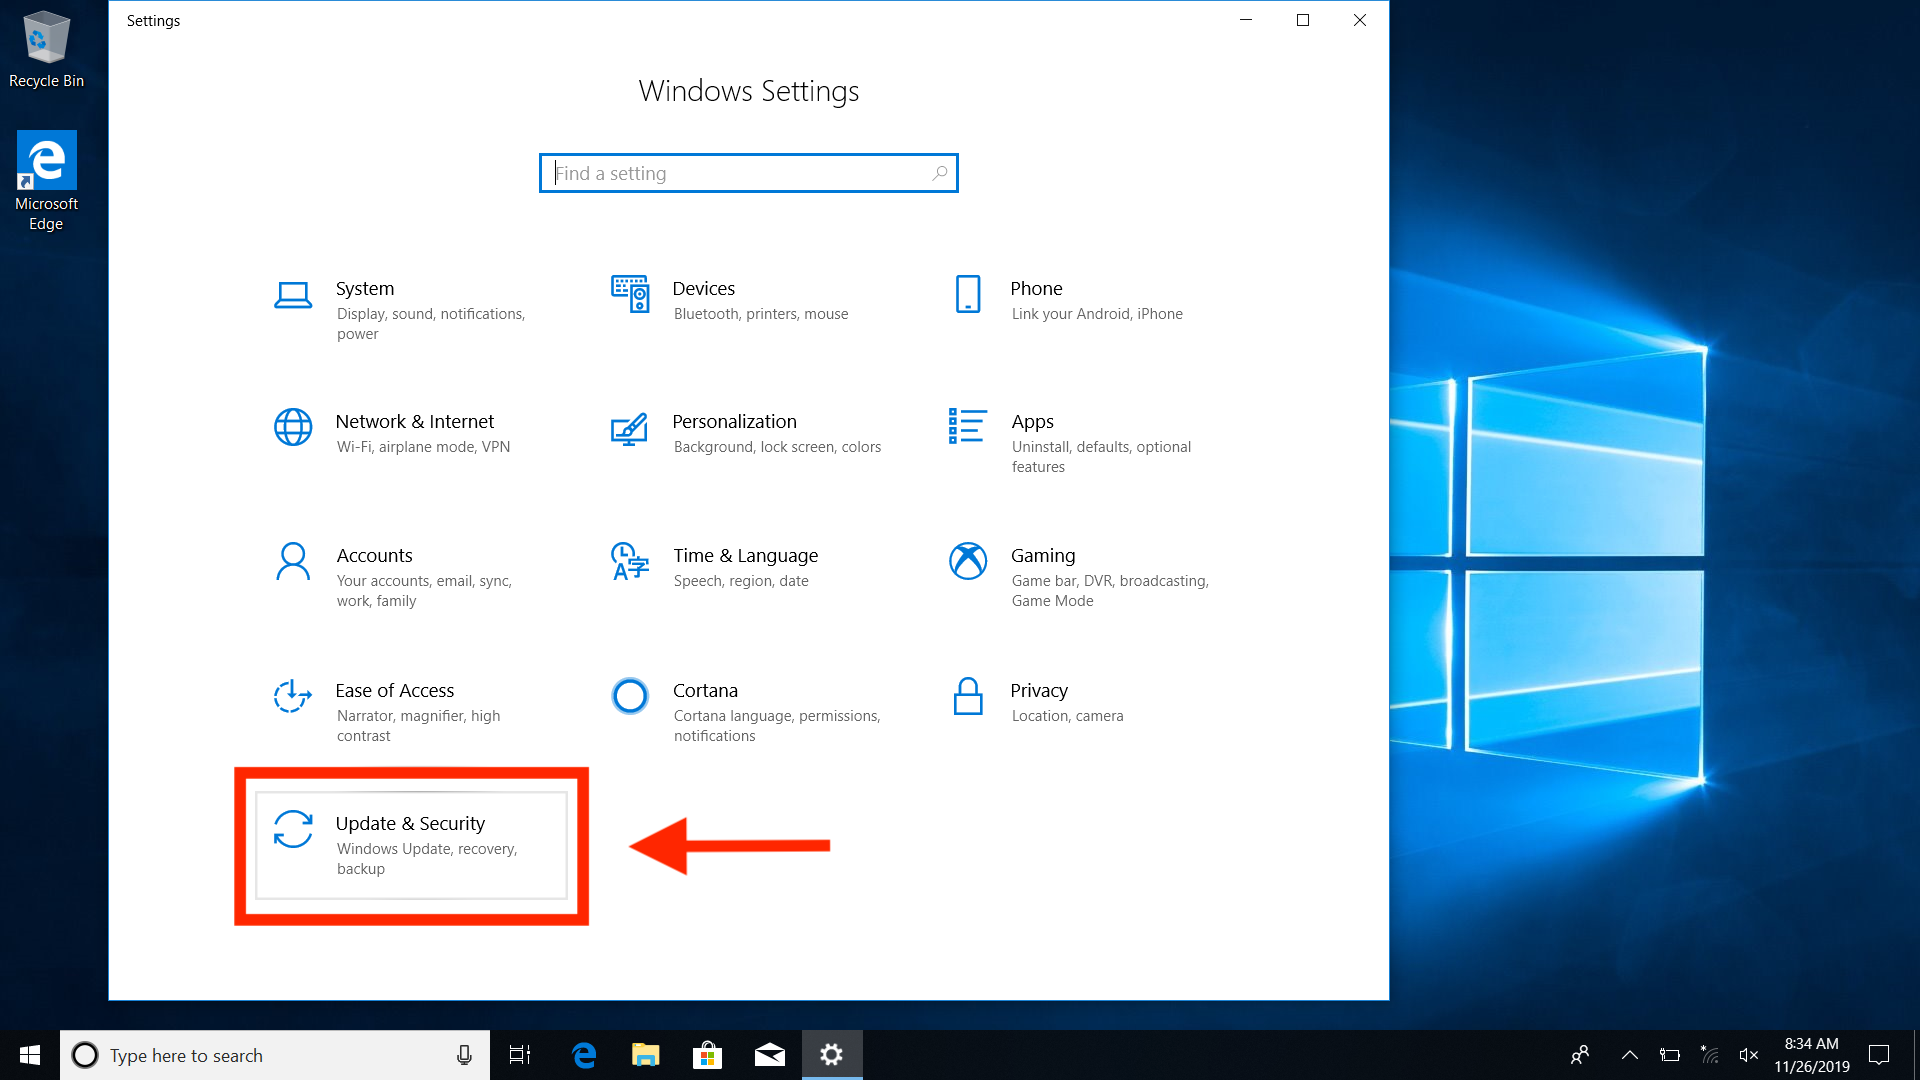 Recycle Bin
Microsoft
Edge
Settings
Windows Settings
Find a setting
System
Display, sound, notifications,
power
Devices
Bluetooth, printers, mouse
Phone
Link your Android, iPhone
Network & Internet
Wi-Fi, airplane mode, VPN
Personalization
Background, lock screen, colors
Apps
Uninstall, defaults, optional
features
Accounts
Your accounts, email, sync,
work, family
Time & Language
Speech, region, date
Gaming
Game bar, DVR, broadcasting,
Game Mode
Ease of Access
Narrator, magnifier, high
contrast
Cortana
Cortana language, permissions,
notifications
Privacy
Location, camera
Update & Security
Windows Update, recovery,
backup
Type here to search
8:34 AM
11/26/2019